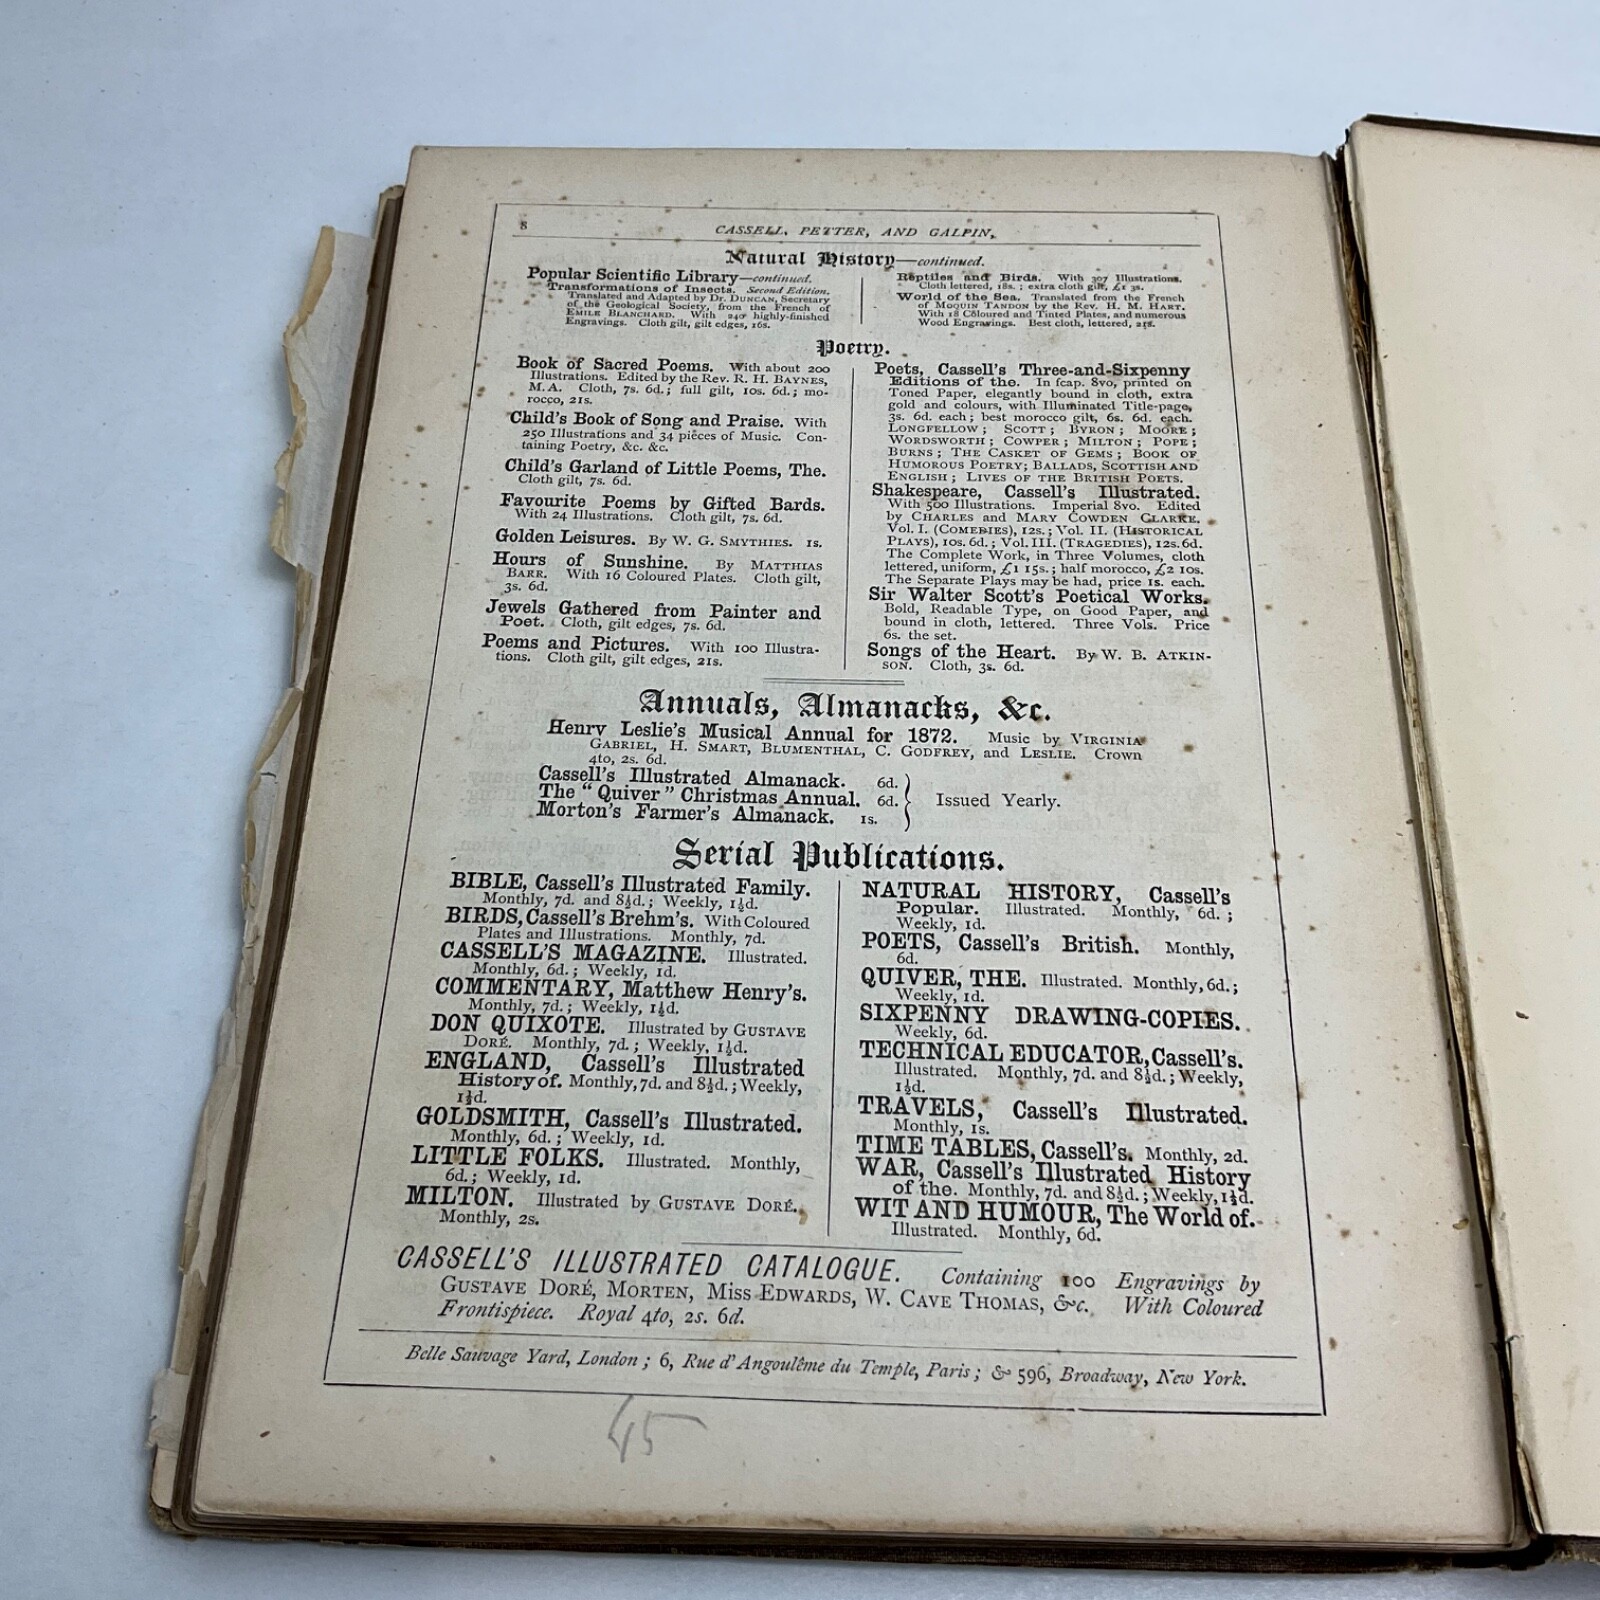 8
CASSELL, PETTER, AND GALPIN,
Natural History—continued.
Popular Scientific Library—continued.
Transformations of Insects. Second Edition.
Translated and Adapted by Dr. DUNCAN, Secretary
of the Geological Society, from the French of
EMILE BLANCHARD. With 240 highly-finished
Engravings. Cloth gilt, gilt edges, 16s.
Reptiles and Birds. With 307 Illustrations.
Cloth lettered, 18s.; extra cloth gilt, £1 3s.
World of the Sea. Translated from the French
of MOQUIN TANDON by the Rev. H. M. HART.
With 18 Coloured and Tinted Plates, and numerous
Wood Engravings. Best cloth, lettered, 21s.
Poetry.
Book of Sacred Poems. With about 200
Illustrations. Edited by the Rev. R. H. BAYNES,
M.A. Cloth, 7s. 6d.; full gilt, 10s. 6d.; mo-
rocco, 21s.
Child's Book of Song and Praise. With
250 Illustrations and 34 pieces of Music. Con-
taining Poetry, &c. &c.
Child's Garland of Little Poems, The.
Cloth gilt, 7s. 6d.
Favourite Poems by Gifted Bards.
With 24 Illustrations. Cloth gilt, 7s. 6d.
Golden Leisures. By W. G. SMYTHIES. 1s.
Hours of Sunshine. By MATTHIAS
BARR. With 16 Coloured Plates. Cloth gilt,
3s. 6d.
Jewels Gathered from Painter and
Poet. Cloth, gilt edges, 7s. 6d.
Poems and Pictures. With 100 Illustra-
tions. Cloth gilt, gilt edges, 21s.
Poets, Cassell's Three-and-Sixpenny
Editions of the. In fcap. 8vo, printed on
Toned Paper, elegantly bound in cloth, extra
gold and colours, with Illuminated Title-page,
3s. 6d. each; best morocco gilt, 6s. 6d. each.
LONGFELLOW; SCOTT; BYRON; MOORE;
WORDSWORTH; COWPER; MILTON; POPE;
BURNS; THE CASKET OF GEMS; BOOK OF
HUMOROUS POETRY; BALLADS, SCOTTISH AND
ENGLISH; LIVES OF THE BRITISH POETS.
Shakespeare, Cassell's Illustrated.
With 500 Illustrations. Imperial 8vo. Edited
by CHARLES and MARY COWDEN CLARKE.
Vol. I. (COMEDIES), 12s.; Vol. II. (HISTORICAL
PLAYS), 10s. 6d.; Vol. III. (TRAGEDIES), 12s. 6d.
The Complete Work, in Three Volumes, cloth
lettered, uniform, £1 15s.; half morocco, £2 10s.
The Separate Plays may be had, price 1s. each.
Sir Walter Scott's Poetical Works.
Bold, Readable Type, on Good Paper, and
bound in cloth, lettered. Three Vols. Price
6s. the set.
Songs of the Heart. By W. B. ATKIN-
SON. Cloth, 3s. 6d.
Annuals, Almanacks, &c.
Henry Leslie's Musical Annual for 1872. Music by VIRGINIA
GABRIEL, H. SMART, BLUMENTHAL, C. GODFREY, and LESLIE. Crown
4to, 2s. 6d.
Cassell's Illustrated Almanack. 6d.
The "Quiver" Christmas Annual. 6d. } Issued Yearly.
Morton's Farmer's Almanack. 1s.
Serial Publications.
BIBLE, Cassell's Illustrated Family.
Monthly, 7d. and 8½d.; Weekly, 1½d.
BIRDS, Cassell's Brehm's. With Coloured
Plates and Illustrations. Monthly, 7d.
CASSELL'S MAGAZINE. Illustrated.
Monthly, 6d.; Weekly, 1d.
COMMENTARY, Matthew Henry's.
Monthly, 7d.; Weekly, 1½d.
DON QUIXOTE. Illustrated by GUSTAVE
DORÉ. Monthly, 7d.; Weekly, 1½d.
ENGLAND, Cassell's Illustrated
History of. Monthly, 7d. and 8½d.; Weekly,
1½d.
GOLDSMITH, Cassell's Illustrated.
Monthly, 6d.; Weekly, 1d.
LITTLE FOLKS. Illustrated. Monthly,
6d.; Weekly, 1d.
MILTON. Illustrated by GUSTAVE DORÉ.
Monthly, 2s.
NATURAL HISTORY, Cassell's
Popular. Illustrated. Monthly, 6d.;
Weekly, 1d.
POETS, Cassell's British. Monthly,
6d.
QUIVER, THE. Illustrated. Monthly, 6d.;
Weekly, 1d.
SIXPENNY DRAWING-COPIES.
Weekly, 6d.
TECHNICAL EDUCATOR, Cassell's.
Illustrated. Monthly, 7d. and 8½d.; Weekly,
1½d.
TRAVELS, Cassell's Illustrated.
Monthly, 1s.
TIME TABLES, Cassell's. Monthly, 2d.
WAR, Cassell's Illustrated History
of the. Monthly, 7d. and 8½d.; Weekly, 1½d.
WIT AND HUMOUR, The World of.
Illustrated. Monthly, 6d.
CASSELL'S ILLUSTRATED CATALOGUE. Containing 100 Engravings by
GUSTAVE DORÉ, MORTEN, MISS EDWARDS, W. CAVE THOMAS, &c. With Coloured
Frontispiece. Royal 4to, 2s. 6d.
Belle Sauvage Yard, London; 6, Rue d'Angoulême du Temple, Paris; & 596, Broadway, New York.
45